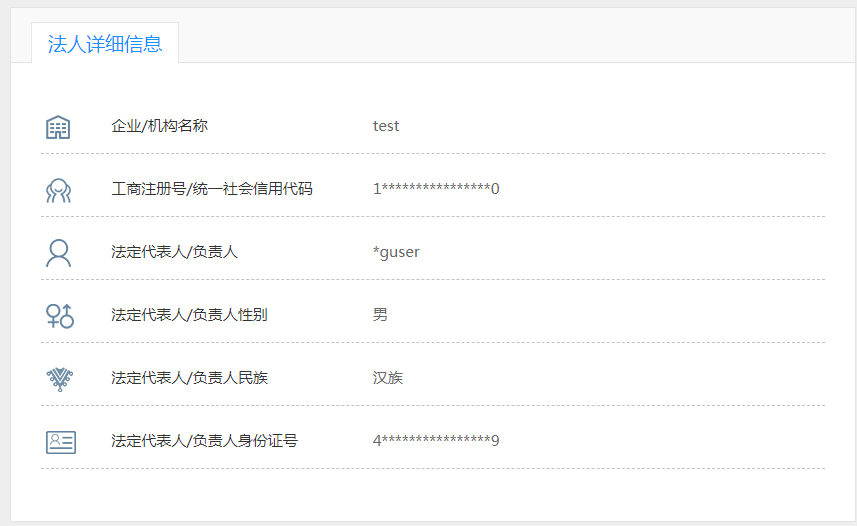 法人详细信息
企业/机构名称 test
工商注册号/统一社会信用代码 1****************0
法定代表人/负责人 *guser
法定代表人/负责人性别 男
法定代表人/负责人民族 汉族
法定代表人/负责人身份证号 4****************9